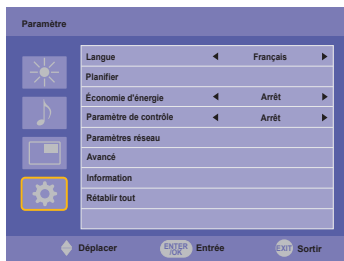 Paramètre
Langue Français
Planifier
Économie d'énergie Arrêt
Paramètre de contrôle Arrêt
Paramètres réseau
Avancé
Information
Rétablir tout
Déplacer ENTER /OK Entrée EXIT Sortir